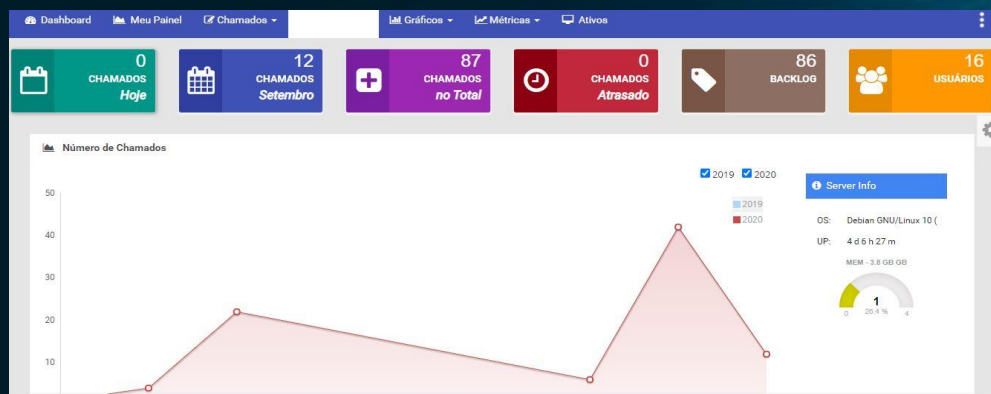 Dashboard Meu Painel Chamados Gráficos Métricas Ativos
0
CHAMADOS
Hoje
12
CHAMADOS
Setembro
87
CHAMADOS
no Total
0
CHAMADOS
Atrasado
86
BACKLOG
16
USUÁRIOS
Número de Chamados
2019 2020
2019
2020
50
40
30
20
10
Server Info
OS: Debian GNU/Linux 10 (
UP: 4 d 6 h 27 m
MEM - 3.8 GB GB
1
0 26.4 % 4